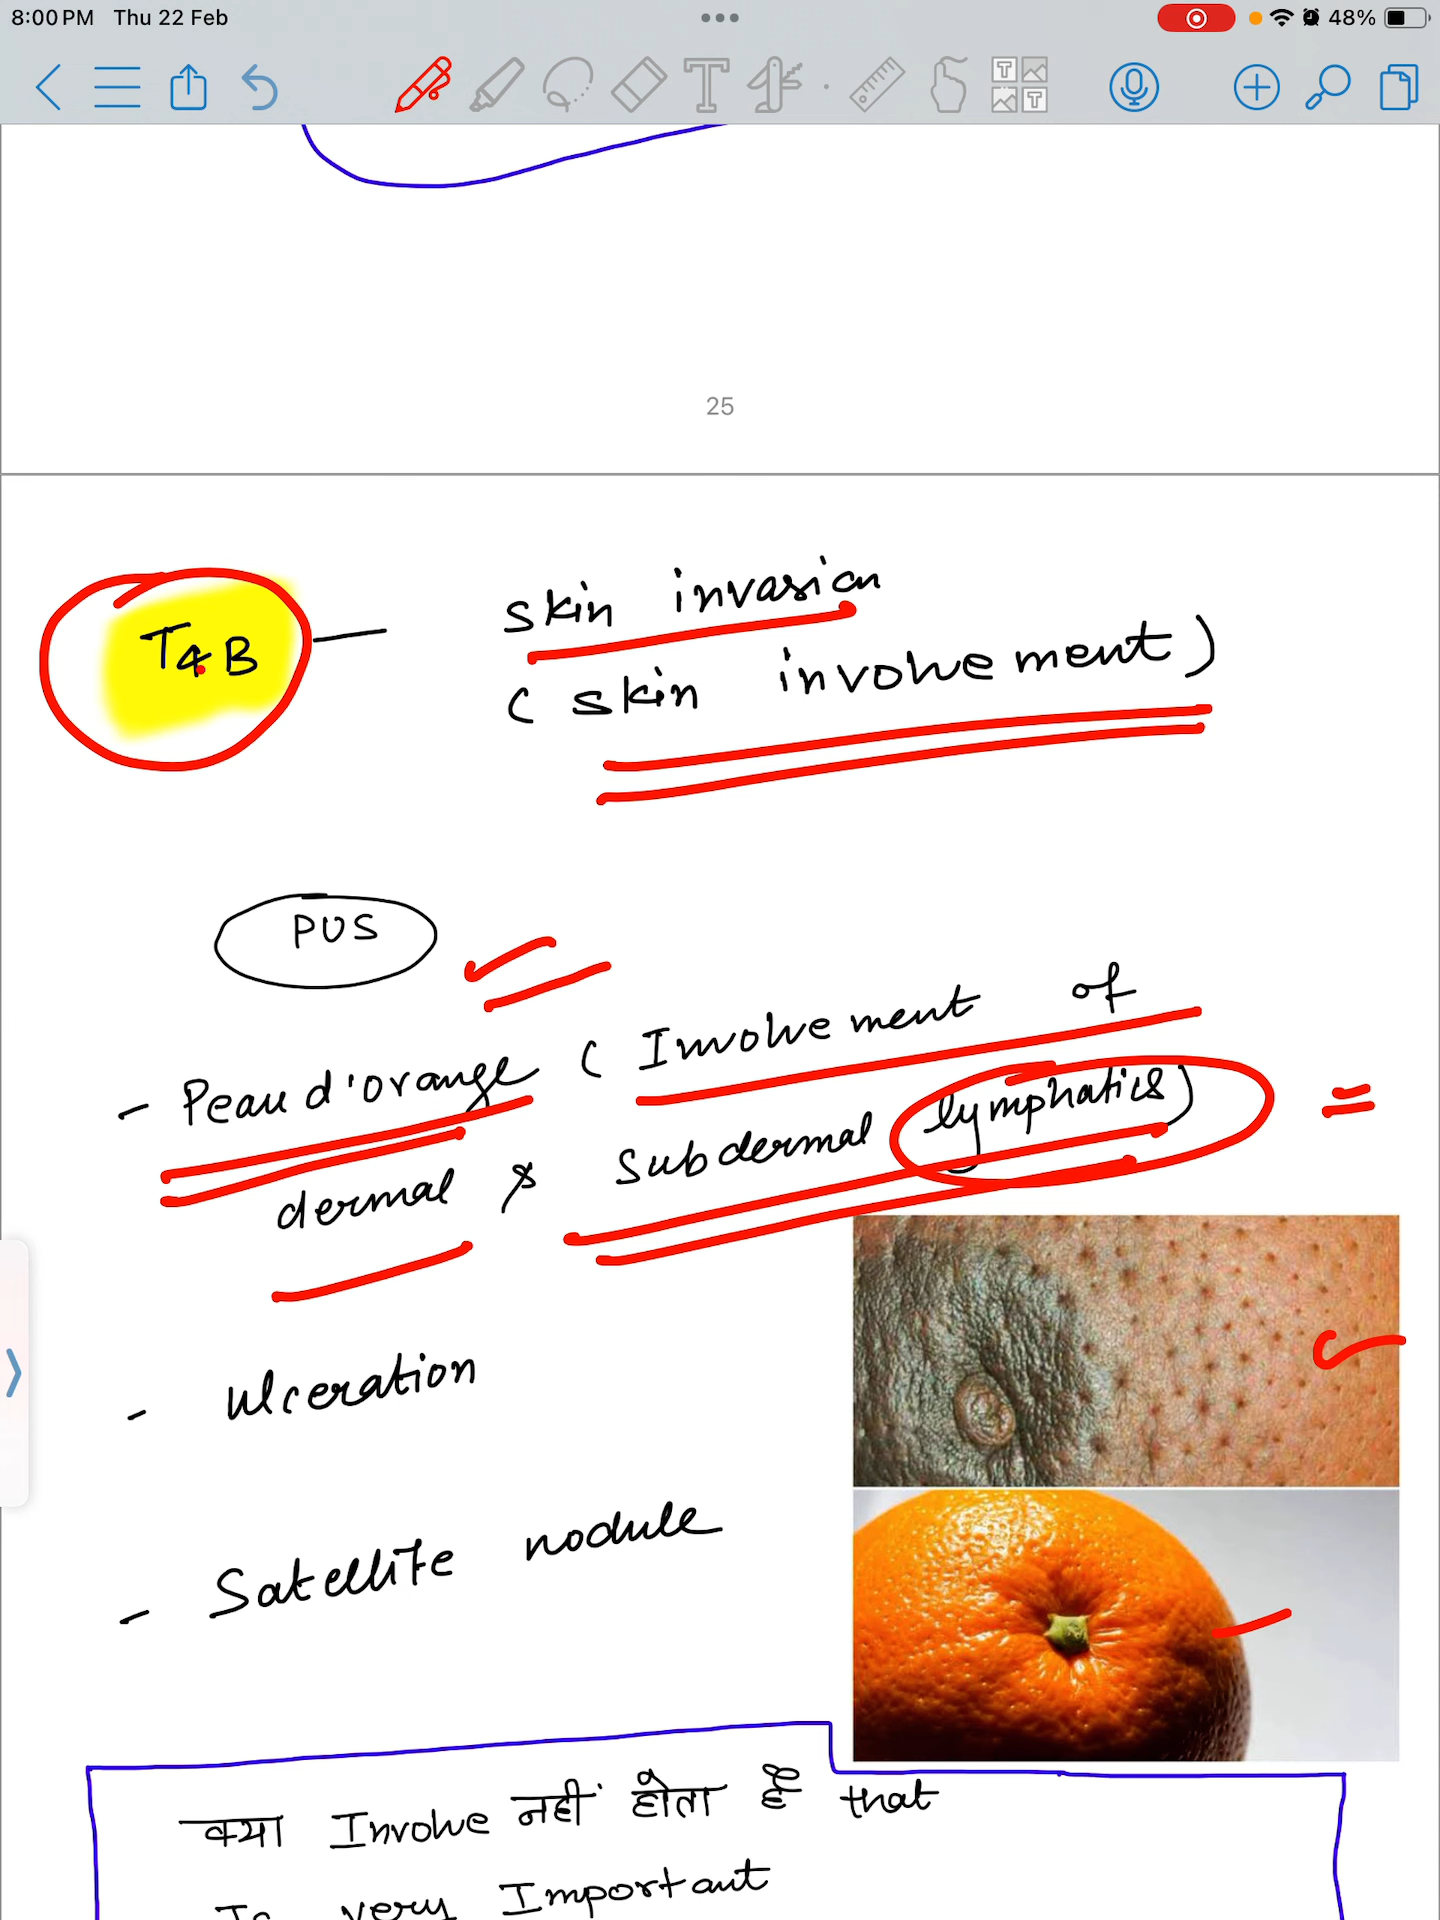 8:00 PM Thu 22 Feb
48%
25
T4B — skin invasion
(skin involvement)
PUS
- Peau d'orange ( Involvement of
dermal & Subdermal lymphatics)
- Ulceration
- Satellite nodule
क्या Involve नहीं होता है that
Is very Important